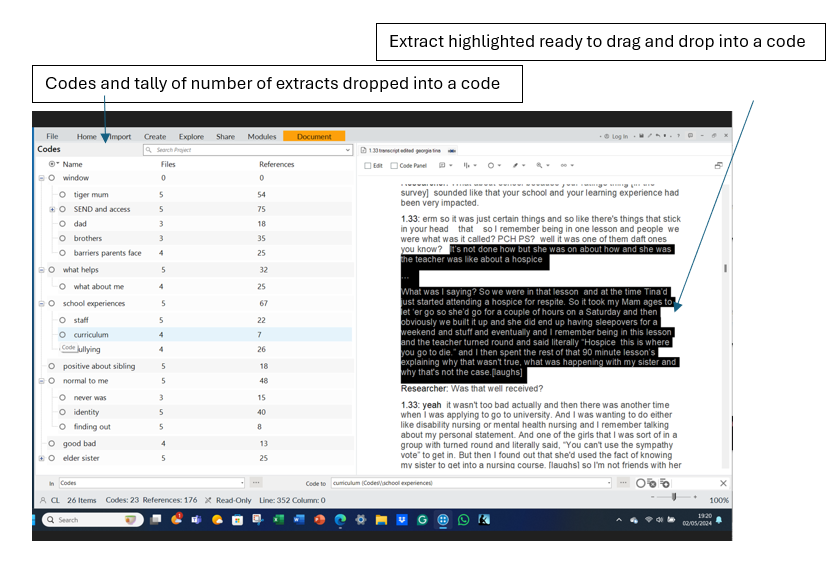 Extract highlighted ready to drag and drop into a code
Codes and tally of number of extracts dropped into a code
File Home Import Create Explore Share Modules Document Log In
Codes Search Project
Name Files References
window 0 0
tiger mum 5 54
SEND and access 5 75
dad 3 18
brothers 3 35
barriers parents face 4 25
what helps 5 32
what about me 4 25
school experiences 5 67
staff 5 22
curriculum 4 7
Code ullying 4 26
positive about sibling 5 18
normal to me 5 48
never was 3 15
identity 5 40
finding out 5 8
good bad 4 13
elder sister 5 25
1.33 transcript edited georgia tina
Edit Code Panel
survey] sounded like that your school and your learning experience had
been very impacted.
1.33: erm so it was just certain things and so like there's things that stick
in your head that so I remember being in one lesson and people we
were what was it called? PCH PS? well it was one of them daft ones
you know? It's not done how but she was on about how and she was
the teacher was like about a hospice
...
What was I saying? So we were in that lesson and at the time Tina'd
just started attending a hospice for respite. So it took my Mam ages to
let 'er go so she'd go for a couple of hours on a Saturday and then
obviously we built it up and she did end up having sleepovers for a
weekend and stuff and eventually and I remember being in this lesson
and the teacher turned round and said literally "Hospice this is where
you go to die." and I then spent the rest of that 90 minute lesson's
explaining why that wasn't true, what was happening with my sister and
why that's not the case.[laughs]
Researcher: Was that well received?
1.33: yeah it wasn't too bad actually and then there was another time
when I was applying to go to university. And I was wanting to do either
like disability nursing or mental health nursing and I remember talking
about my personal statement. And one of the girls that I was sort of in a
group with turned round and literally said, "You can't use the sympathy
vote" to get in. But then I found out that she'd used the fact of knowing
my sister to get into a nursing course. [laughs] so I'm not friends with her
In Codes Code to curriculum (Codes\\school experiences)
CL 26 Items Codes: 23 References: 176 Read-Only Line: 352 Column: 0 100%
Search 19:20
02/05/2024